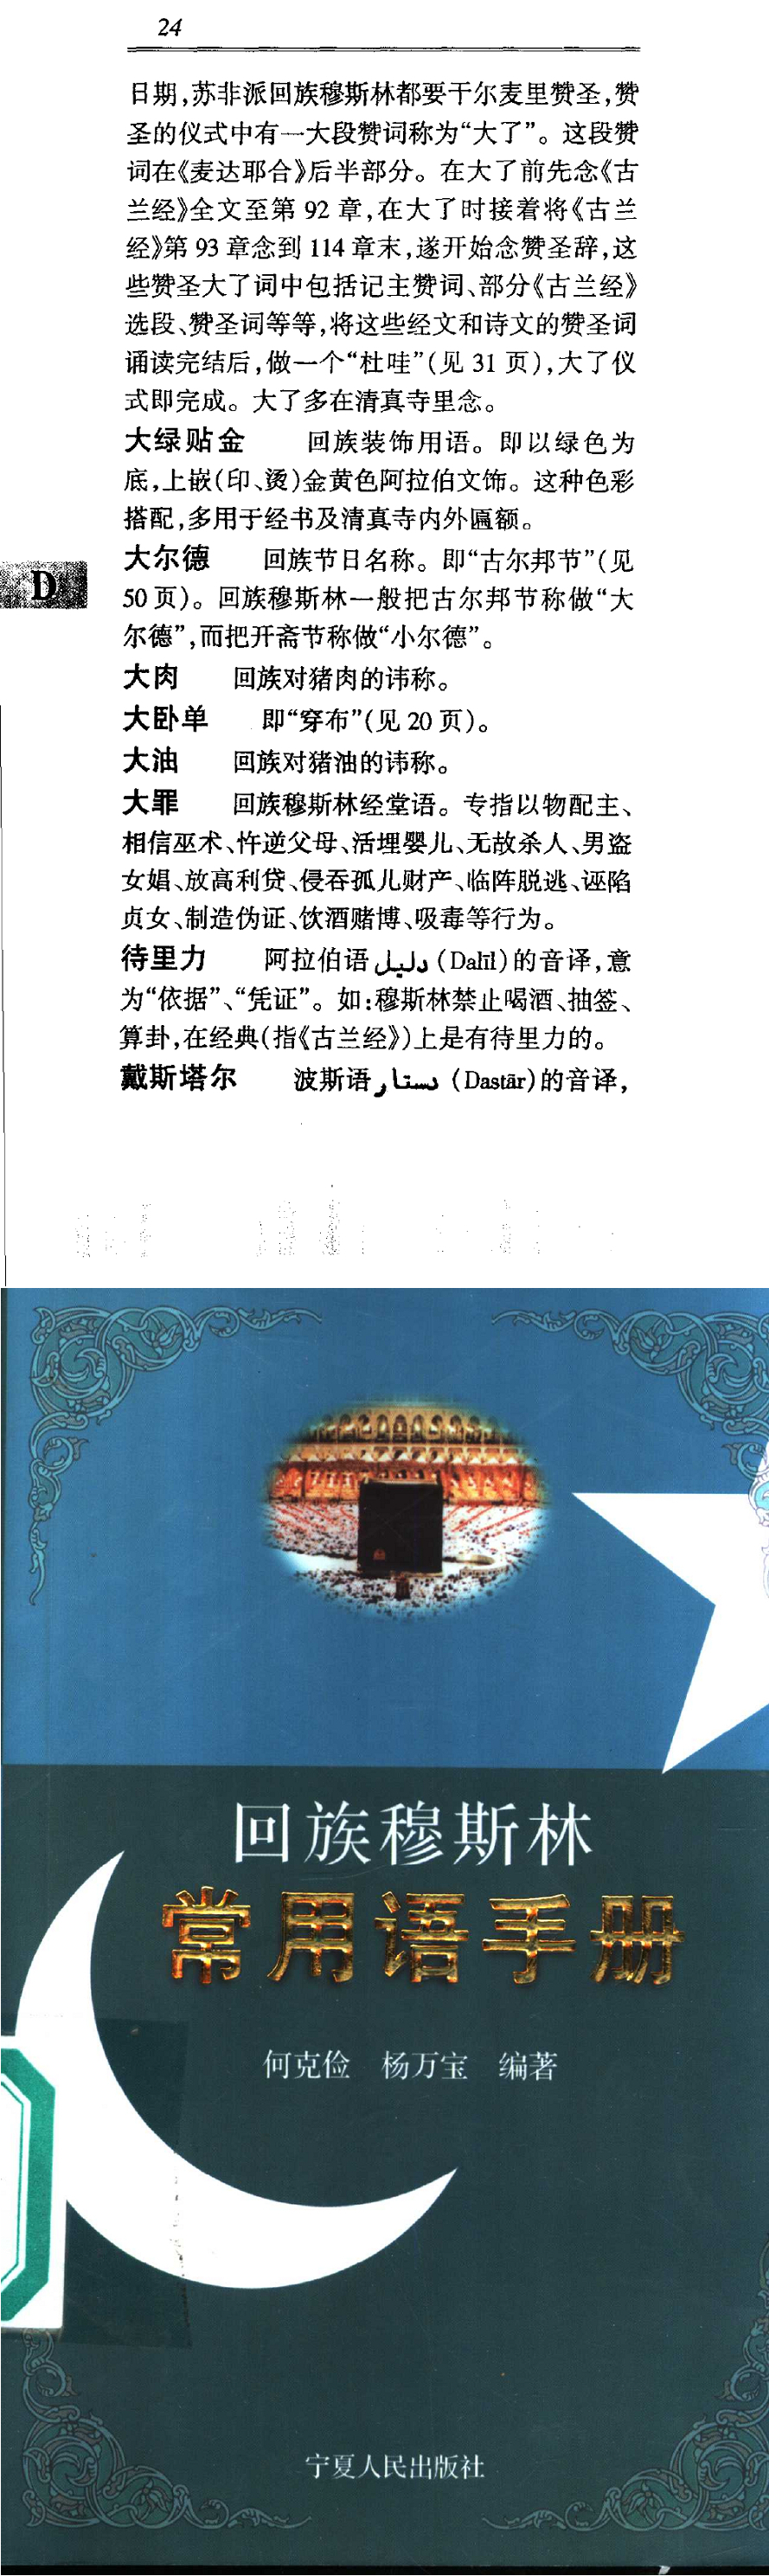 24
日期,苏非派回族穆斯林都要干尔麦里赞圣,赞
圣的仪式中有一大段赞词称为“大了”。这段赞
词在《麦达耶合》后半部分。在大了前先念《古
兰经》全文至第 92 章,在大了时接着将《古兰
经》第 93 章念到 114 章末,遂开始念赞圣辞,这
些赞圣大了词中包括记主赞词、部分《古兰经》
选段、赞圣词等等,将这些经文和诗文的赞圣词
诵读完结后,做一个“杜哇”(见 31 页),大了仪
式即完成。大了多在清真寺里念。
大绿贴金 回族装饰用语。即以绿色为
底,上嵌(印、烫)金黄色阿拉伯文饰。这种色彩
搭配,多用于经书及清真寺内外匾额。
大尔德 回族节日名称。即“古尔邦节”(见
D
50 页)。回族穆斯林一般把古尔邦节称做“大
尔德”,而把开斋节称做“小尔德”。
大肉 回族对猪肉的讳称。
大卧单 即“穿布”(见 20 页)。
大油 回族对猪油的讳称。
大罪 回族穆斯林经堂语。专指以物配主、
相信巫术、忤逆父母、活埋婴儿、无故杀人、男盗
女娼、放高利贷、侵吞孤儿财产、临阵脱逃、诬陷
贞女、制造伪证、饮酒赌博、吸毒等行为。
待里力 阿拉伯语 دليل (Dalīl)的音译,意
为“依据”、“凭证”。如:穆斯林禁止喝酒、抽签、
算卦,在经典(指《古兰经》)上是有待里力的。
戴斯塔尔 波斯语 دستار (Dastār)的音译,
回族穆斯林
常用语手册
何克俭 杨万宝 编著
宁夏人民出版社